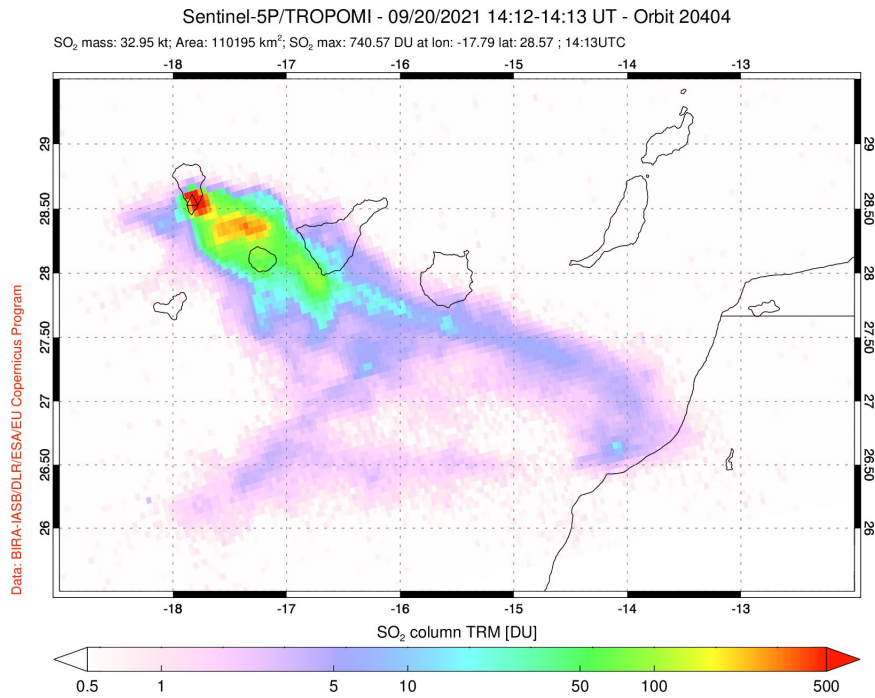 Sentinel-5P/TROPOMI - 09/20/2021 14:12-14:13 UT - Orbit 20404
SO₂ mass: 32.95 kt; Area: 110195 km²; SO₂ max: 740.57 DU at lon: -17.79 lat: 28.57 ; 14:13UTC
-18 -17 -16 -15 -14 -13
29 29
28.50 28.50
28 28
27.50 27.50
27 27
26.50 26.50
26 26
-18 -17 -16 -15 -14 -13
Data: BIRA-IASB/DLR/ESA/EU Copernicus Program
SO₂ column TRM [DU]
0.5 1 5 10 50 100 500